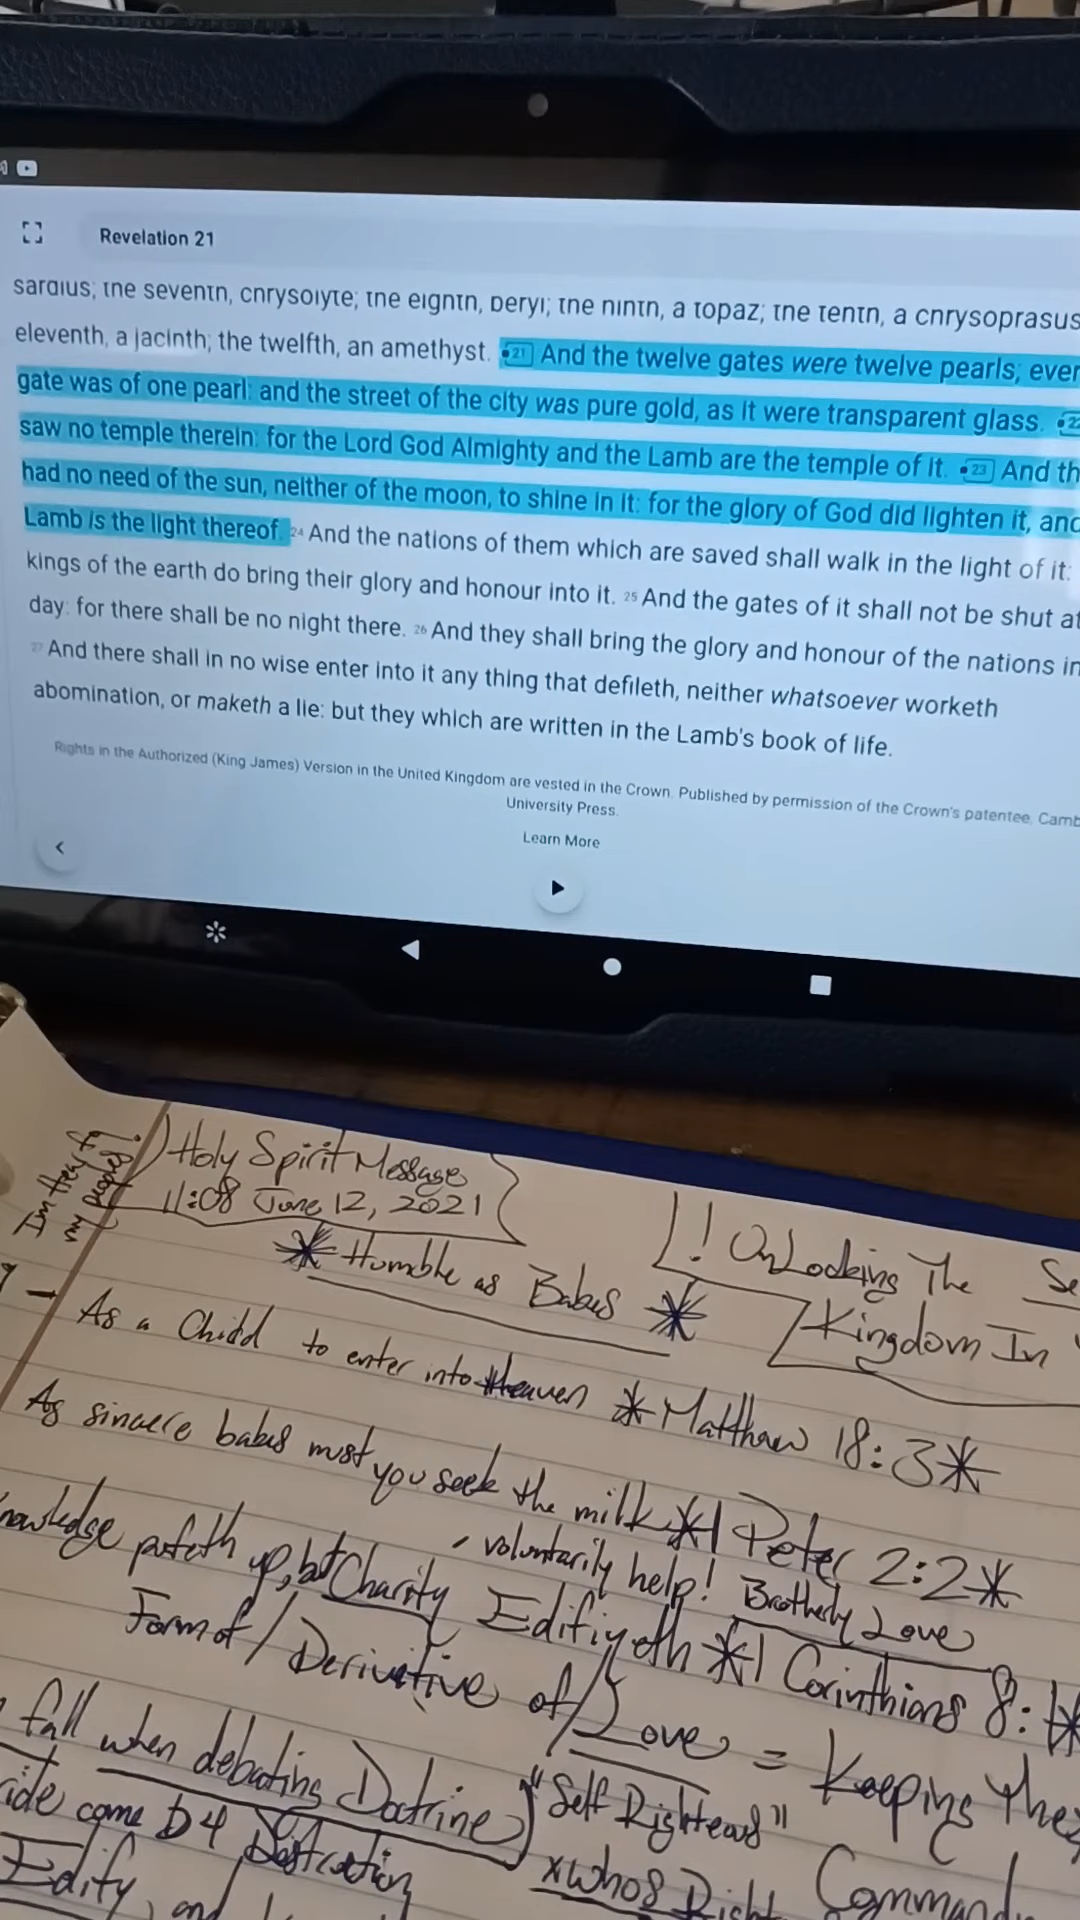 Revelation 21
sardius; the seventh, chrysolyte; the eighth, beryl; the ninth, a topaz; the tenth, a chrysoprasus
eleventh, a jacinth; the twelfth, an amethyst. 21 And the twelve gates were twelve pearls; ever
gate was of one pearl: and the street of the city was pure gold, as it were transparent glass. 22
saw no temple therein: for the Lord God Almighty and the Lamb are the temple of it. 23 And th
had no need of the sun, neither of the moon, to shine in it: for the glory of God did lighten it, and
Lamb is the light thereof. 24 And the nations of them which are saved shall walk in the light of it:
kings of the earth do bring their glory and honour into it. 25 And the gates of it shall not be shut at
day: for there shall be no night there. 26 And they shall bring the glory and honour of the nations in
27 And there shall in no wise enter into it any thing that defileth, neither whatsoever worketh
abomination, or maketh a lie: but they which are written in the Lamb's book of life.
Rights in the Authorized (King James) Version in the United Kingdom are vested in the Crown. Published by permission of the Crown's patentee, Camb
University Press.
Learn More
my people!
Holy Spirit Message
11:08 June 12, 2021
* Humble as Babes *
!! UnLocking The Se
Kingdom In
- As a Child to enter into Heaven * Matthew 18:3*
As sincere babes must you seek the milk *1 Peter 2:2*
, voluntarily help! Brotherly Love
nowledge pufeth up, but Charity Edifiyeth *1 Corinthians 8:1*
Form of / Derivitive of / Love = Keeping Thes
fall when debating Doctrine "Self Righteous"
ride come b4 Destruction xwhos Right Command
Edify, and